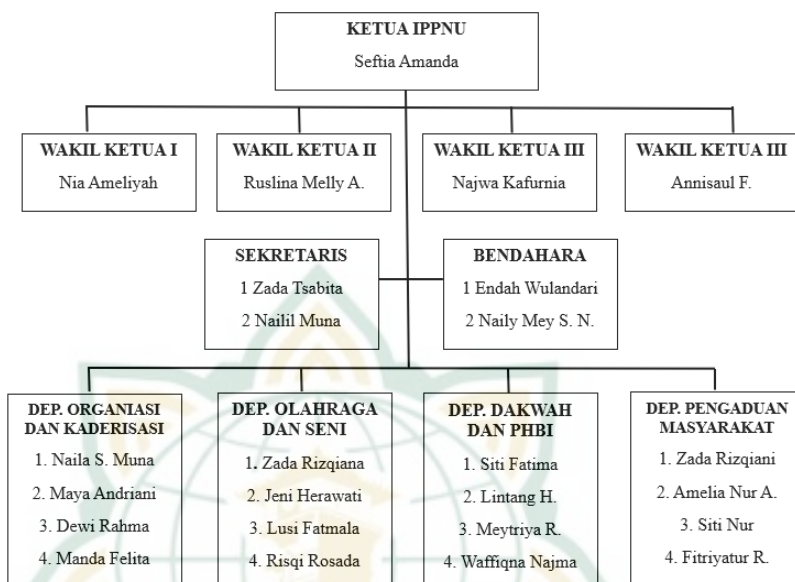 KETUA IPPNU
Seftia Amanda
WAKIL KETUA I
Nia Ameliyah
WAKIL KETUA II
Ruslina Melly A.
WAKIL KETUA III
Najwa Kafurnia
WAKIL KETUA III
Annisaul F.
SEKRETARIS
1 Zada Tsabita
2 Nailil Muna
BENDAHARA
1 Endah Wulandari
2 Naily Mey S. N.
DEP. ORGANIASI
DAN KADERISASI
1. Naila S. Muna
2. Maya Andriani
3. Dewi Rahma
4. Manda Felita
DEP. OLAHRAGA
DAN SENI
1. Zada Rizqiana
2. Jeni Herawati
3. Lusi Fatmala
4. Risqi Rosada
DEP. DAKWAH
DAN PHBI
1. Siti Fatima
2. Lintang H.
3. Meytriya R.
4. Waffiqna Najma
DEP. PENGADUAN
MASYARAKAT
1. Zada Rizqiani
2. Amelia Nur A.
3. Siti Nur
4. Fitriyatur R.